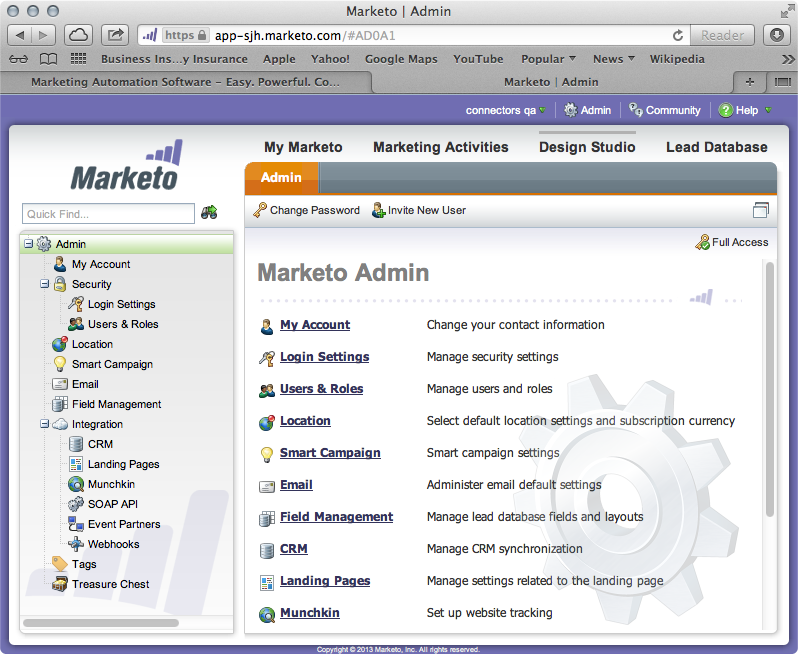 Marketo | Admin
https app-sjh.marketo.com/#AD0A1 Reader
Business Ins...y Insurance Apple Yahoo! Google Maps YouTube Popular News Wikipedia
Marketing Automation Software – Easy. Powerful. Co... Marketo | Admin
connectors qa Admin Community Help
Marketo
My Marketo Marketing Activities Design Studio Lead Database
Admin
Quick Find...
Change Password Invite New User
Full Access
Admin
My Account
Security
Login Settings
Users & Roles
Location
Smart Campaign
Email
Field Management
Integration
CRM
Landing Pages
Munchkin
SOAP API
Event Partners
Webhooks
Tags
Treasure Chest
Marketo Admin
My Account Change your contact information
Login Settings Manage security settings
Users & Roles Manage users and roles
Location Select default location settings and subscription currency
Smart Campaign Smart campaign settings
Email Administer email default settings
Field Management Manage lead database fields and layouts
CRM Manage CRM synchronization
Landing Pages Manage settings related to the landing page
Munchkin Set up website tracking
Copyright © 2013 Marketo, Inc. All rights reserved.